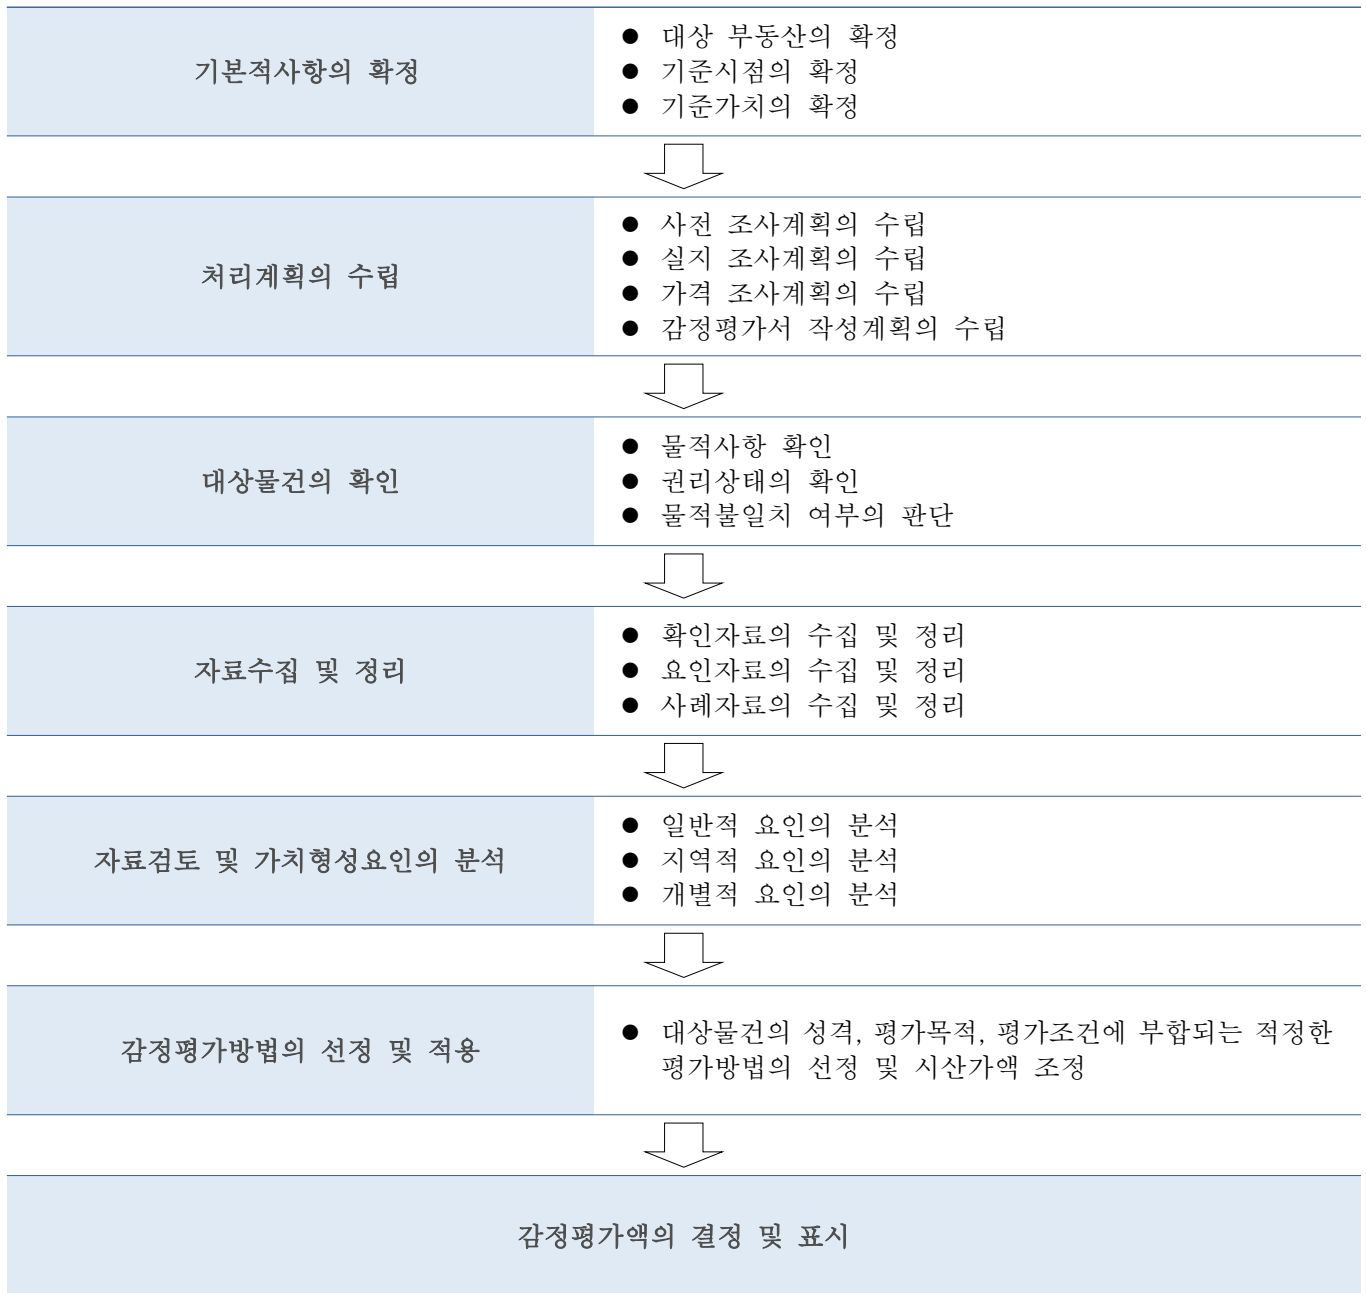 기본적사항의 확정
● 대상 부동산의 확정
● 기준시점의 확정
● 기준가치의 확정
처리계획의 수립
● 사전 조사계획의 수립
● 실지 조사계획의 수립
● 가격 조사계획의 수립
● 감정평가서 작성계획의 수립
대상물건의 확인
● 물적사항 확인
● 권리상태의 확인
● 물적불일치 여부의 판단
자료수집 및 정리
● 확인자료의 수집 및 정리
● 요인자료의 수집 및 정리
● 사례자료의 수집 및 정리
자료검토 및 가치형성요인의 분석
● 일반적 요인의 분석
● 지역적 요인의 분석
● 개별적 요인의 분석
감정평가방법의 선정 및 적용
● 대상물건의 성격, 평가목적, 평가조건에 부합되는 적정한
평가방법의 선정 및 시산가액 조정
감정평가액의 결정 및 표시